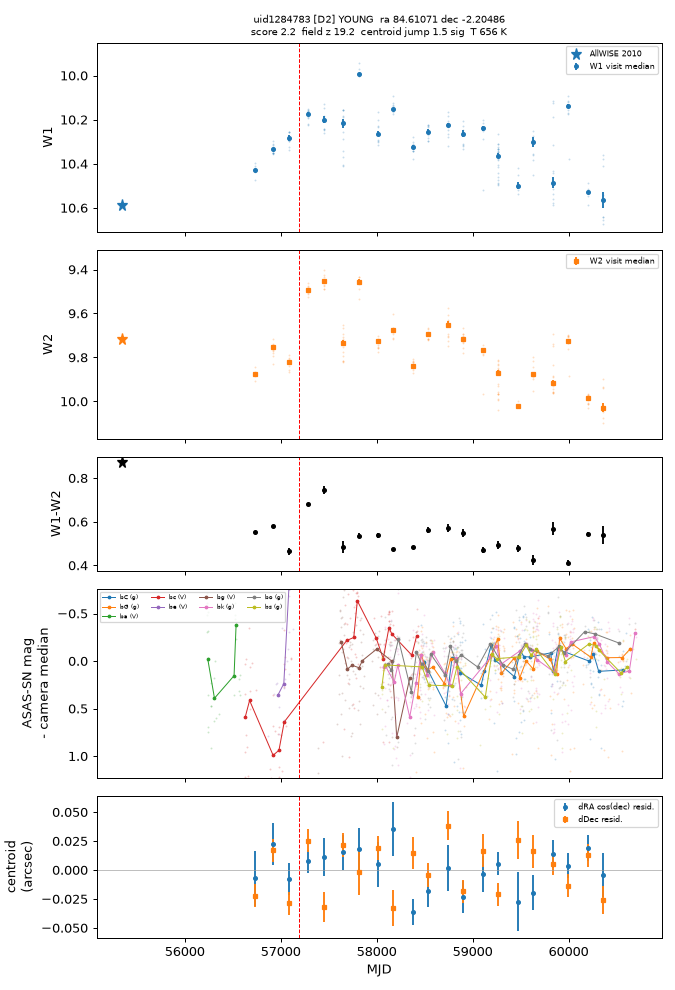 uid1284783 [D2] YOUNG ra 84.61071 dec -2.20486
score 2.2 field z 19.2 centroid jump 1.5 sig T 656 K
W1
10.0
10.2
10.4
10.6
AllWISE 2010
W1 visit median
W2
9.4
9.6
9.8
10.0
W2 visit median
W1-W2
0.8
0.6
0.4
ASAS-SN mag
- camera median
−0.5
0.0
0.5
1.0
bC (g)
bG (g)
ba (V)
bc (V)
be (V)
bg (V)
bk (g)
bo (g)
bs (g)
centroid
(arcsec)
0.050
0.025
0.000
−0.025
−0.050
dRA cos(dec) resid.
dDec resid.
56000
57000
58000
59000
60000
MJD